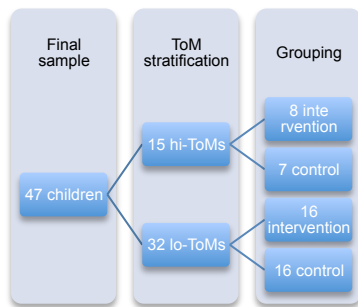 Final
sample
ToM
stratification
Grouping
47 children
15 hi-ToMs
32 lo-ToMs
8 inte
rvention
7 control
16
intervention
16 control